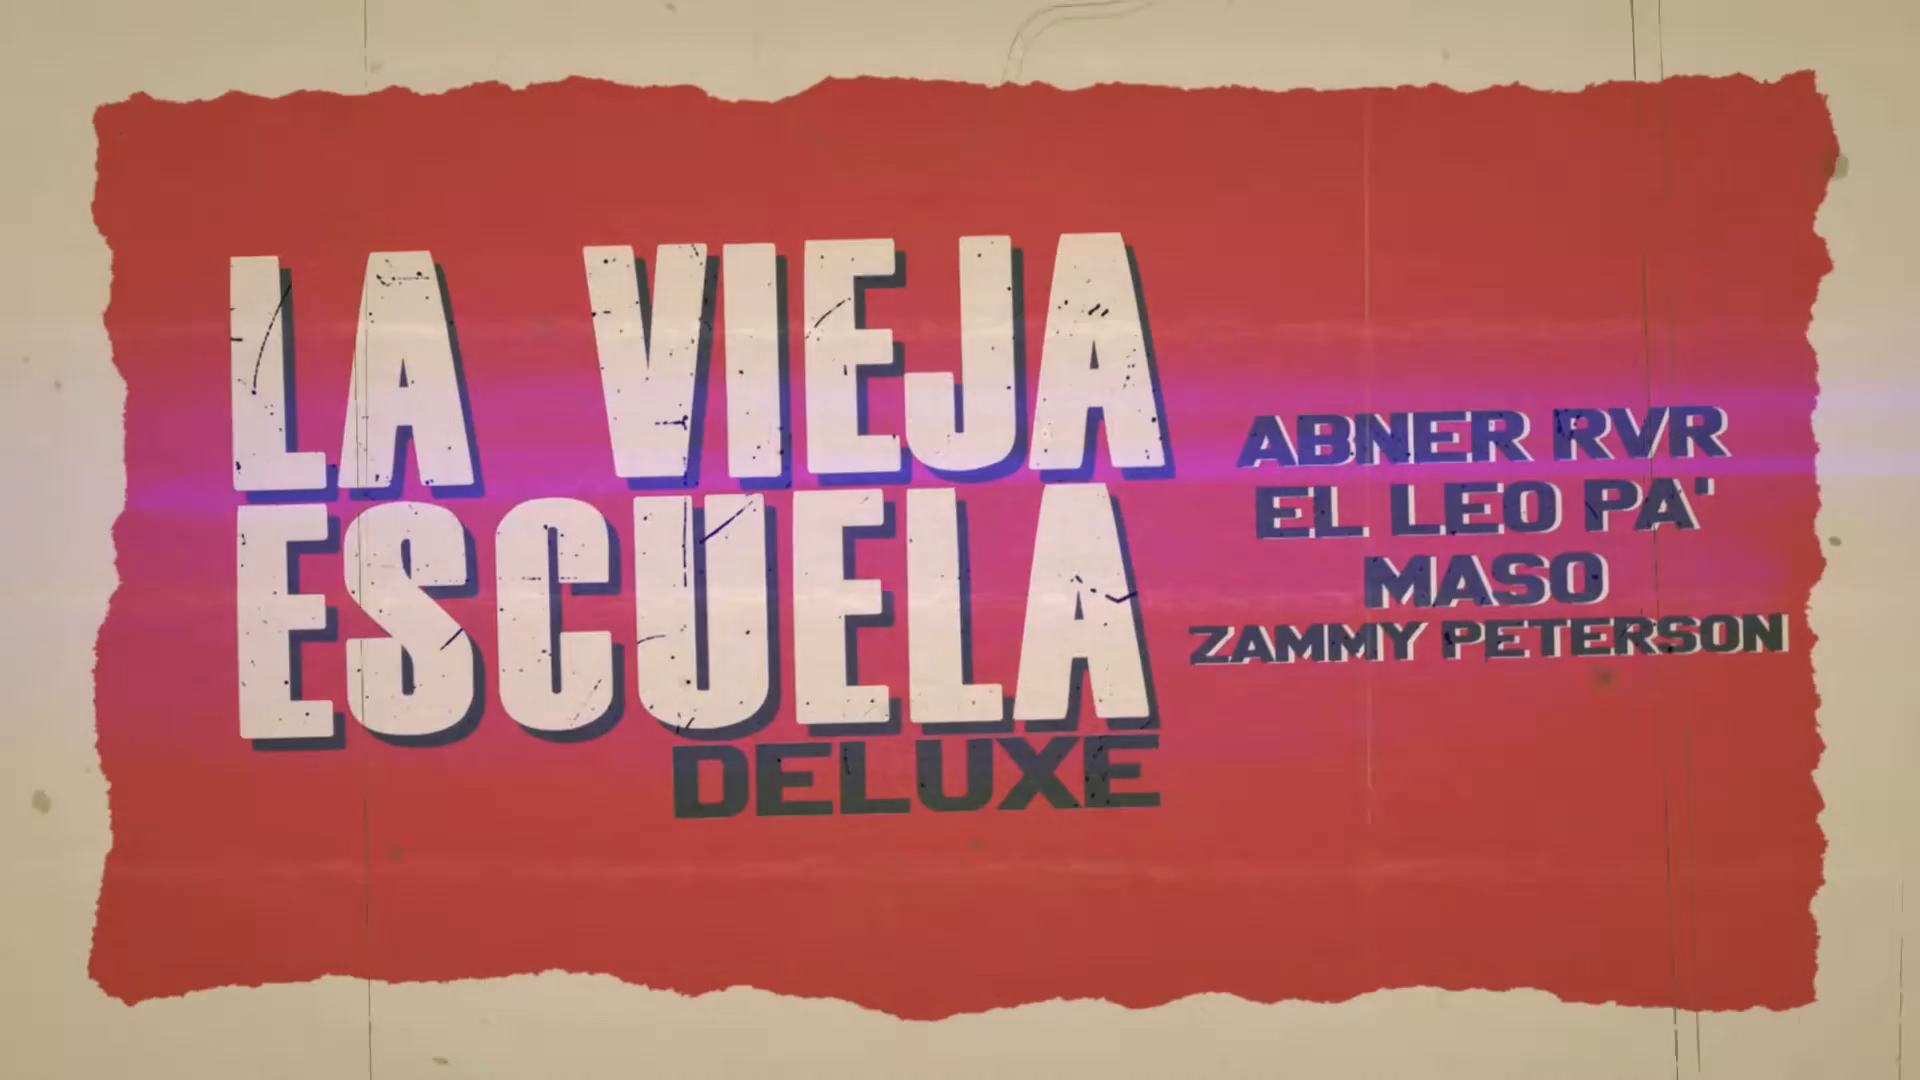 LA VIEJA
ESCUELA
DELUXE
ABNER RVR
EL LEO PA'
MASO
ZAMMY PETERSON